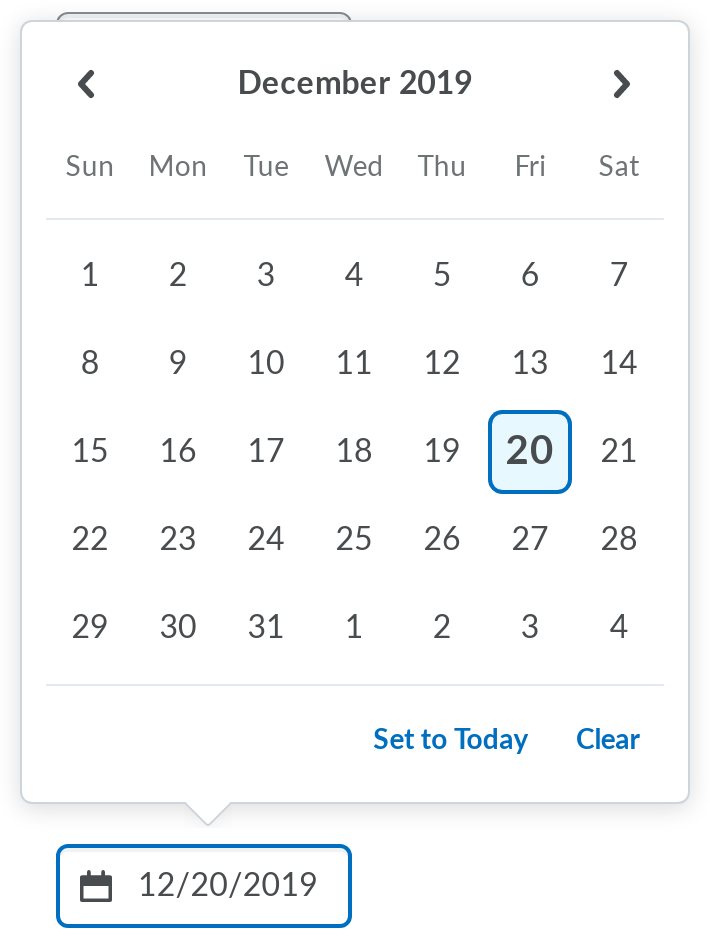 December 2019
Sun Mon Tue Wed Thu Fri Sat
1 2 3 4 5 6 7
8 9 10 11 12 13 14
15 16 17 18 19 20 21
22 23 24 25 26 27 28
29 30 31 1 2 3 4
Set to Today Clear
12/20/2019